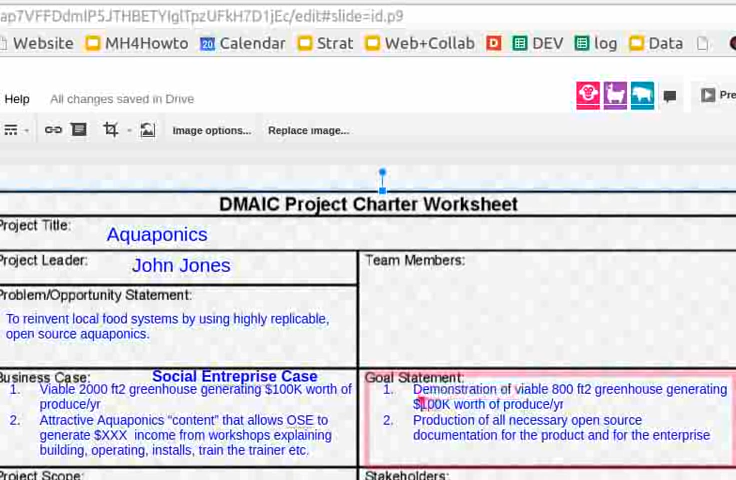 ap7VFFDdmIP5JTHBETYIglTpzUFkH7D1jEc/edit#slide=id.p9
Website MH4Howto 20 Calendar Strat Web+Collab D DEV log Data
Help All changes saved in Drive Pre
Image options... Replace image...
DMAIC Project Charter Worksheet
Project Title: Aquaponics
Project Leader: John Jones
Team Members:
Problem/Opportunity Statement:
To reinvent local food systems by using highly replicable,
open source aquaponics.
Business Case: Social Entreprise Case
1. Viable 2000 ft2 greenhouse generating $100K worth of
produce/yr
2. Attractive Aquaponics “content” that allows OSE to
generate $XXX income from workshops explaining
building, operating, installs, train the trainer etc.
Goal Statement:
1. Demonstration of viable 800 ft2 greenhouse generating
$100K worth of produce/yr
2. Production of all necessary open source
documentation for the product and for the enterprise
Project Scope:
Stakeholders: